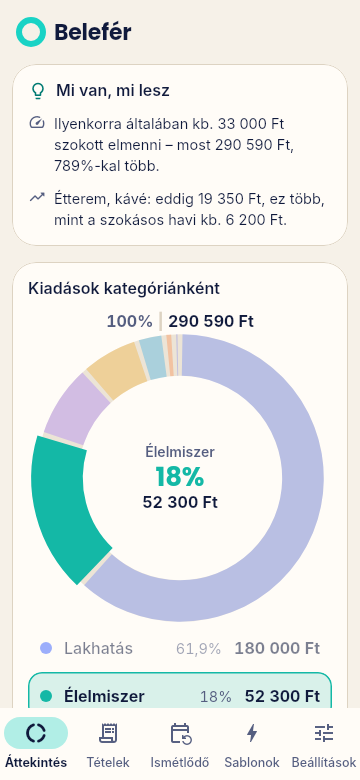 Belefér
Mi van, mi lesz
Ilyenkorra általában kb. 33 000 Ft
szokott elmenni – most 290 590 Ft,
789%-kal több.
Étterem, kávé: eddig 19 350 Ft, ez több,
mint a szokásos havi kb. 6 200 Ft.
Kiadások kategóriánként
100% | 290 590 Ft
Élelmiszer
18%
52 300 Ft
Lakhatás 61,9% 180 000 Ft
Élelmiszer 18% 52 300 Ft
Áttekintés Tételek Ismétlődő Sablonok Beállítások